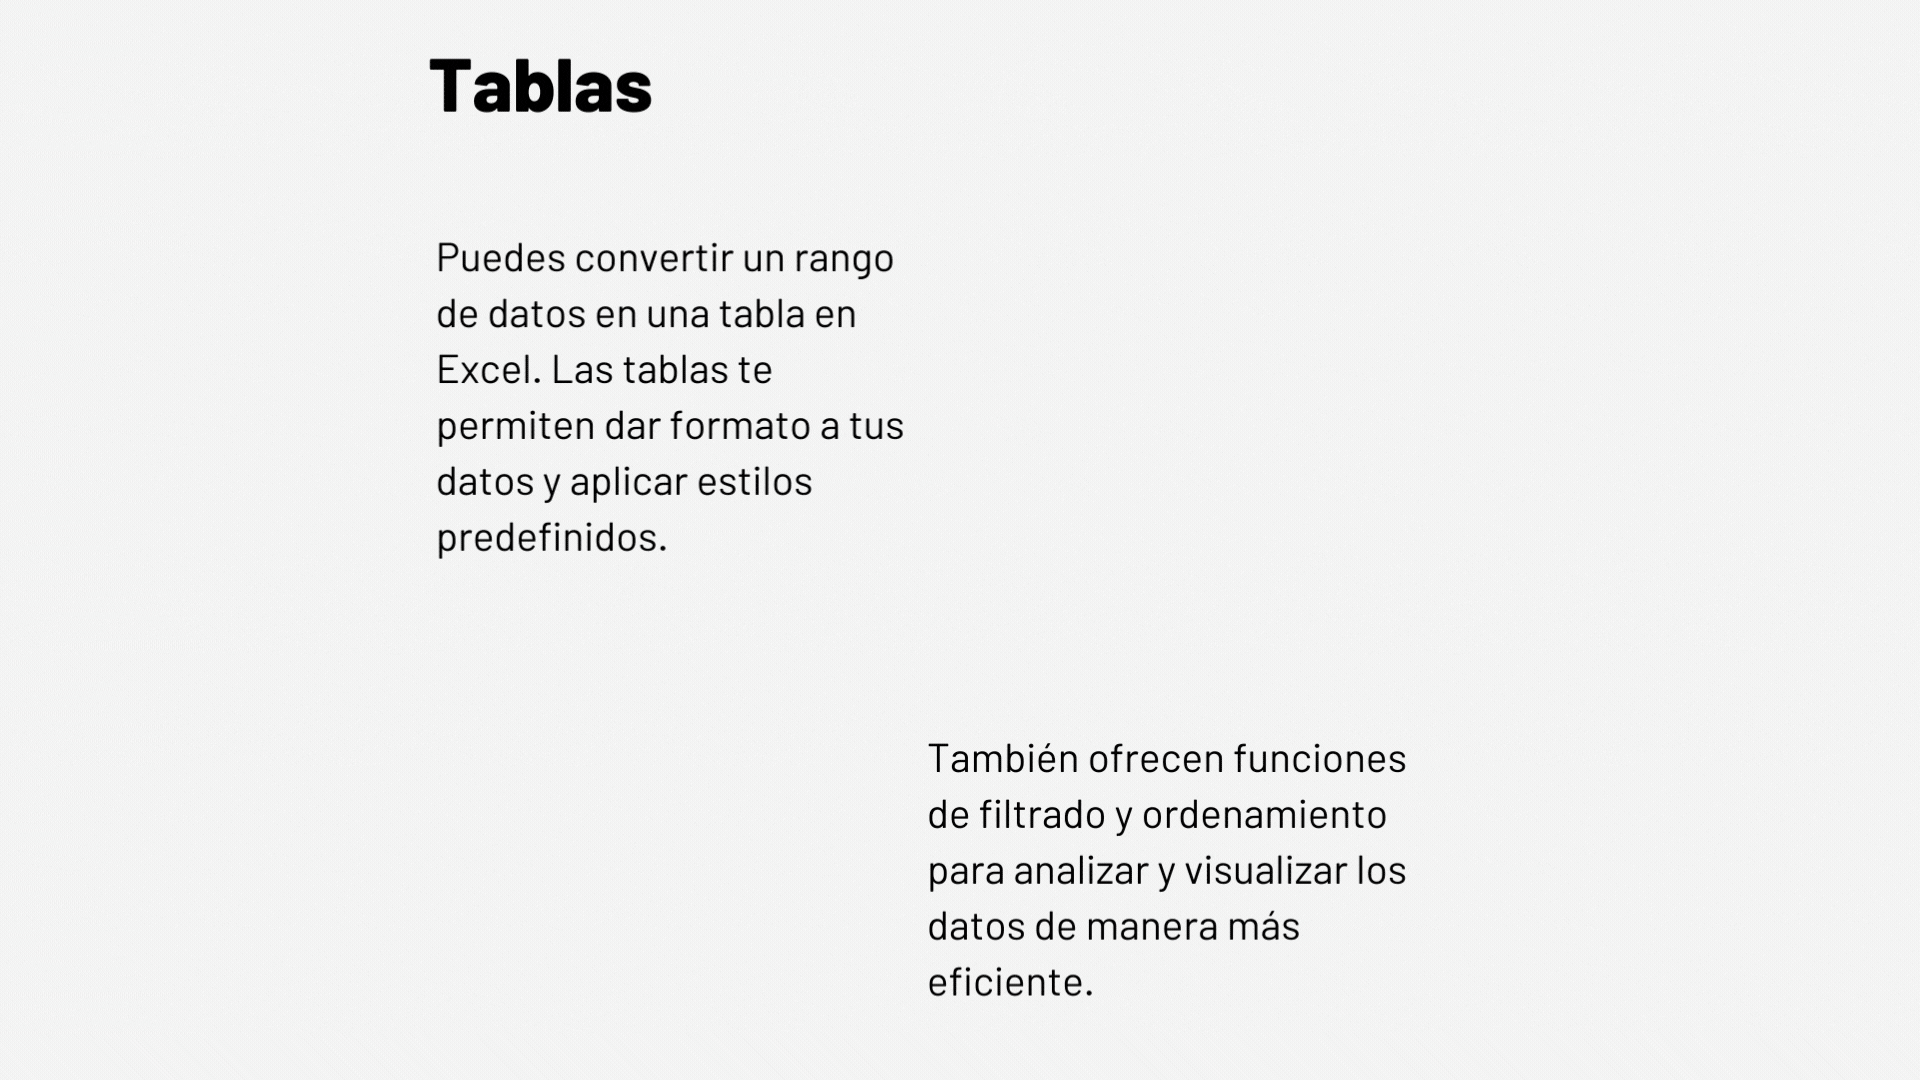 Tablas
Puedes convertir un rango
de datos en una tabla en
Excel. Las tablas te
permiten dar formato a tus
datos y aplicar estilos
predefinidos.
También ofrecen funciones
de filtrado y ordenamiento
para analizar y visualizar los
datos de manera más
eficiente.